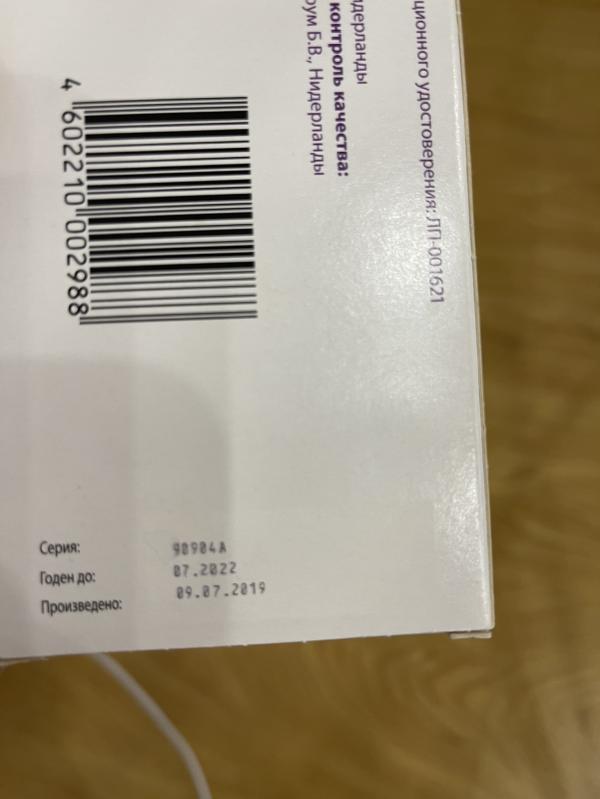 ционного удостоверения: ЛП-001621
дерланды
контроль качества:
рум Б.В., Нидерланды
4 602210 002988
Серия: 90904A
Годен до: 07.2022
Произведено: 09.07.2019